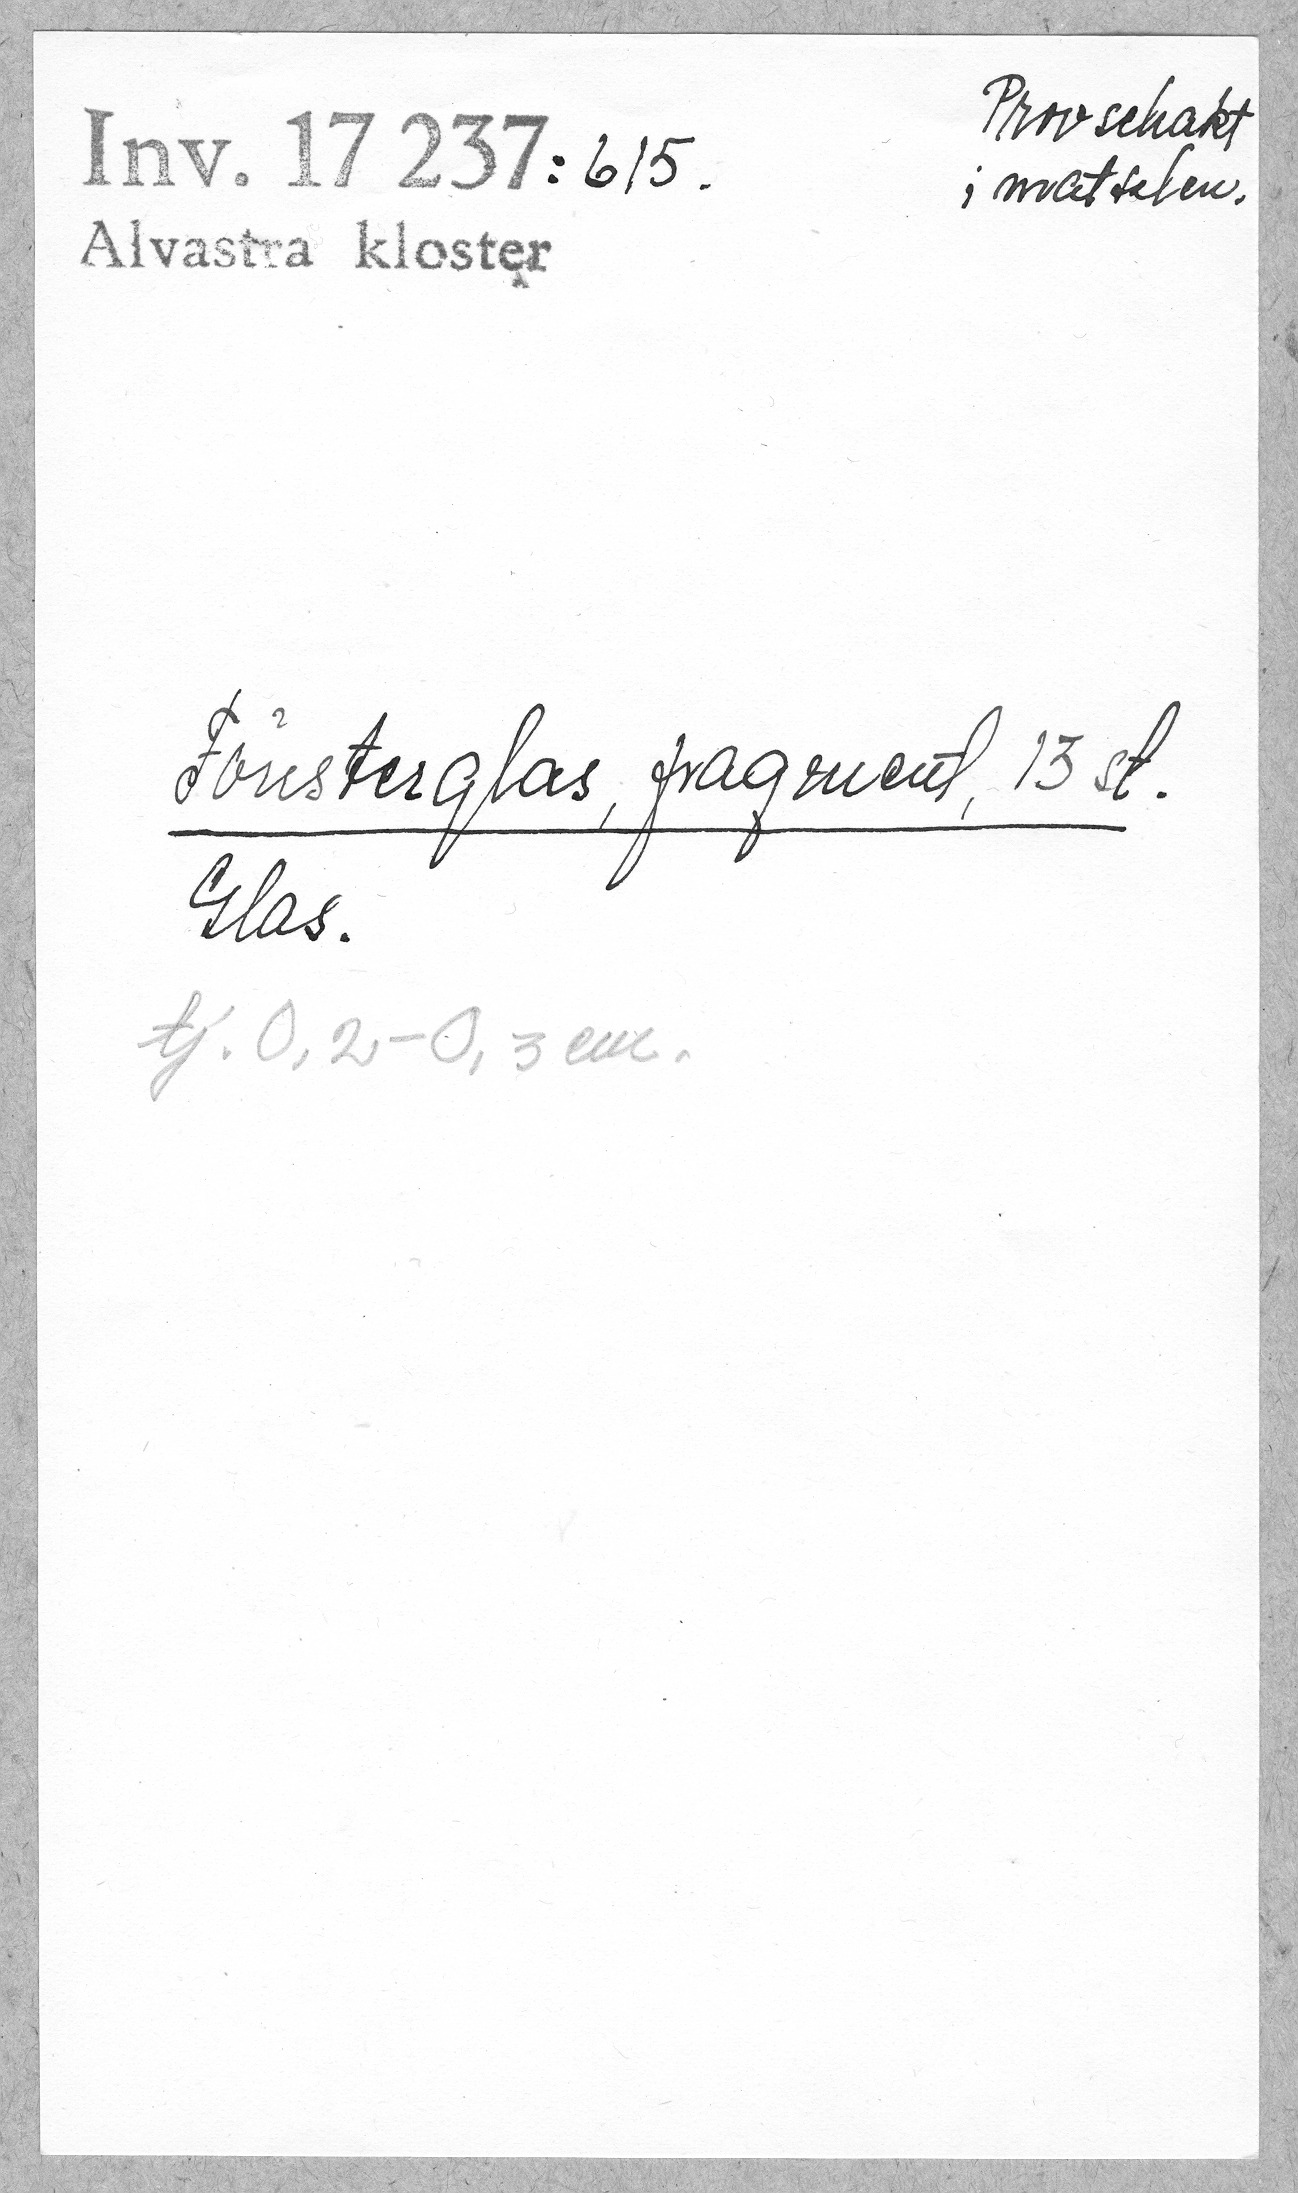 Inv. 17 237:615.
Alvastra kloster
Provschakt
i matsalen.
Fönsterglas, fragment, 13 st.
Glas.
tj. 0,2-0,3 cm.